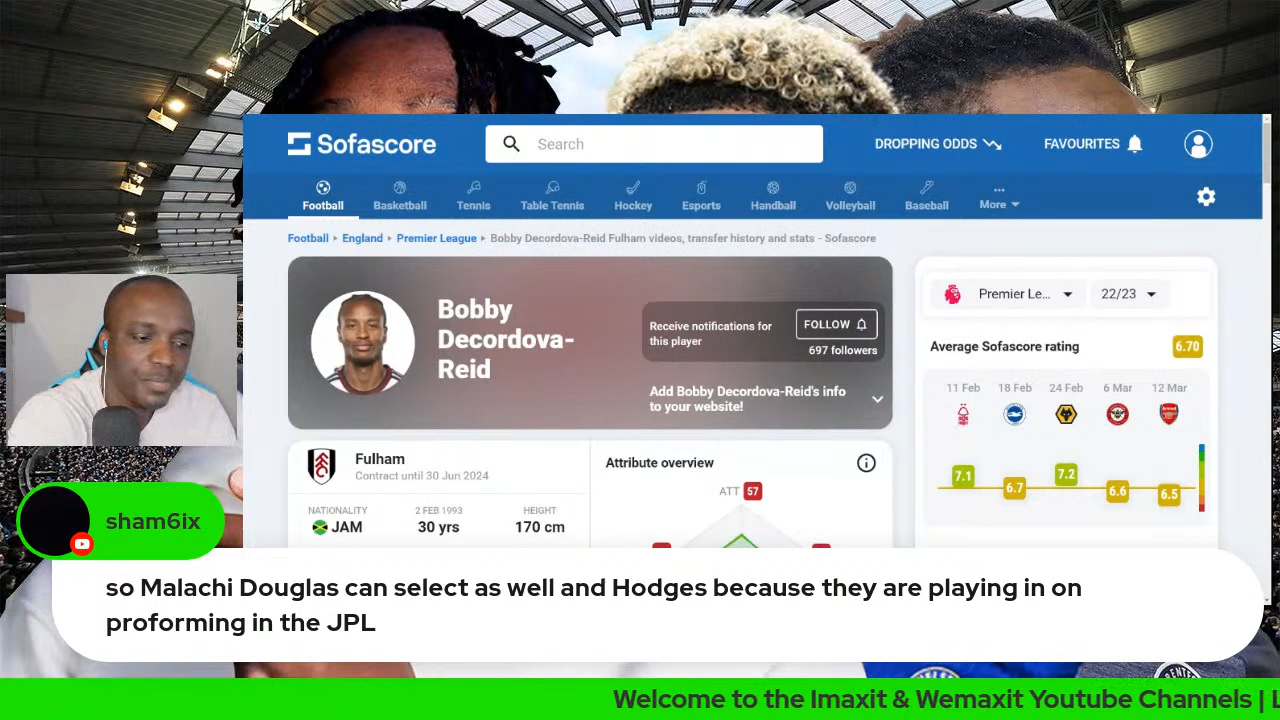 Sofascore
Search
DROPPING ODDS
FAVOURITES
Football
Basketball
Tennis
Table Tennis
Hockey
Esports
Handball
Volleyball
Baseball
More
Football ▸ England ▸ Premier League ▸ Bobby Decordova-Reid Fulham videos, transfer history and stats - Sofascore
Bobby
Decordova-
Reid
Receive notifications for
this player
FOLLOW
697 followers
Add Bobby Decordova-Reid's info
to your website!
Premier Le...
22/23
Average Sofascore rating
6.70
11 Feb
18 Feb
24 Feb
6 Mar
12 Mar
7.1
6.7
7.2
6.6
6.5
Fulham
Contract until 30 Jun 2024
NATIONALITY
JAM
2 FEB 1993
30 yrs
HEIGHT
170 cm
Attribute overview
ATT 57
sham6ix
so Malachi Douglas can select as well and Hodges because they are playing in on
proforming in the JPL
Welcome to the Imaxit & Wemaxit Youtube Channels | L